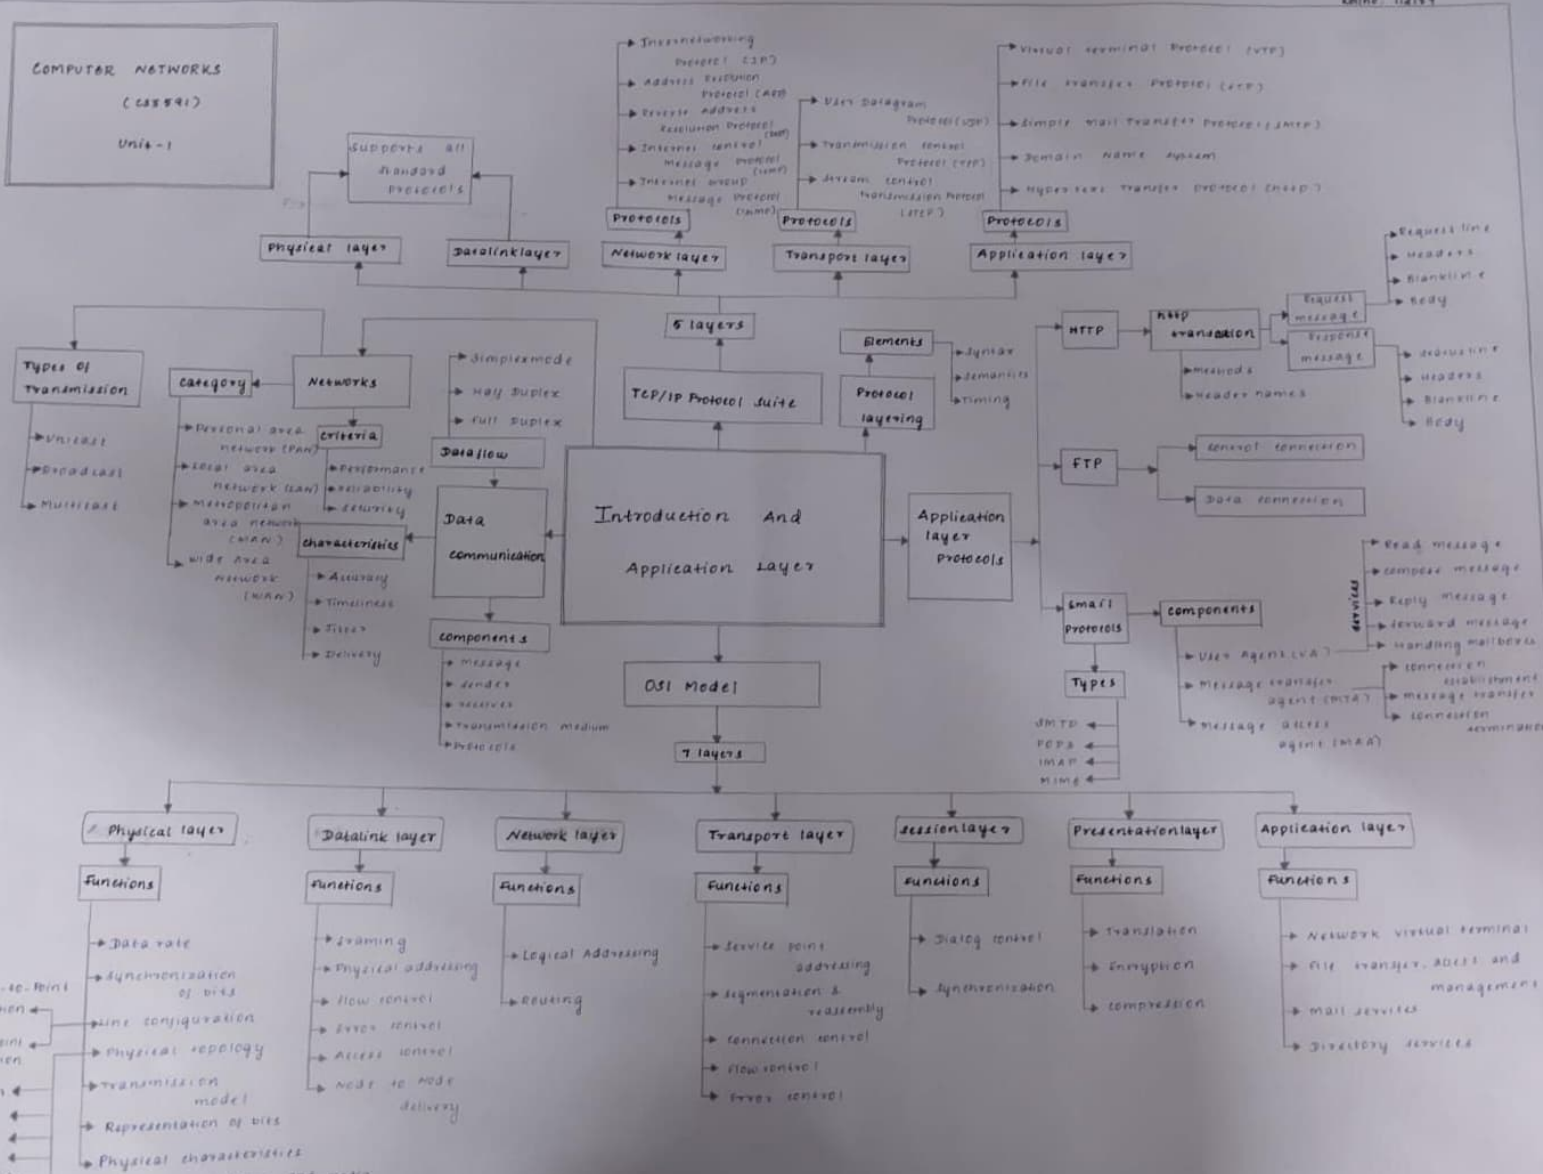 COMPUTER NETWORKS
(CS8591)
Unit-1
Supports all
standard
protocols
Physical layer
Datalink layer
Internetworking
Protocol (IP)
Address Resolution
Protocol (ARP)
Reverse Address
Resolution Protocol
Internet control
Message Protocol
(ICMP)
Internet Group
Message Protocol
(IGMP)
Protocols
Network layer
User Datagram
Protocol (UDP)
Transmission control
Protocol (TCP)
Stream control
Transmission Protocol
(STCP)
Protocols
Transport layer
Virtual terminal Protocol (VTP)
File transfer Protocol (FTP)
Simple mail Transfer Protocol (SMTP)
Domain Name system
Hypertext Transfer protocol (HTTP)
Protocols
Application layer
5 layers
TCP/IP Protocol Suite
Elements
syntax
semantics
timing
Protocol
layering
Types of
Transmission
Unicast
Broadcast
Multicast
Category
Personal area
network (PAN)
Local area
network (LAN)
Metropolitan
area network
(MAN)
Wide Area
Network
(WAN)
Networks
Criteria
Performance
Reliability
Security
Simplex mode
Half Duplex
Full Duplex
Dataflow
Data
communication
characteristics
Accuracy
Timeliness
Jitter
Delivery
components
Message
Sender
Receiver
Transmission medium
Protocols
Introduction And
Application Layer
Application
layer
Protocols
HTTP
http
transaction
methods
Header names
Request
message
Request line
Headers
Blankline
Body
Response
message
Statusline
Headers
Blankline
Body
FTP
control connection
Data connection
Email
Protocols
components
User Agent (UA)
Services
Read message
compose message
Reply message
forward message
Handling mailboxes
Message transfer
agent (MTA)
connection
establishment
message transfer
connection
termination
Message access
agent (MAA)
Types
SMTP
POP3
IMAP
MIME
OSI Model
7 layers
Physical layer
Functions
Data rate
Synchronization
of bits
Line configuration
Physical topology
Transmission
model
Representation of bits
Physical characteristics
-to-Point
Datalink layer
Functions
Framing
Physical addressing
Flow control
Error control
Access control
Node to Node
delivery
Network layer
Functions
Logical Addressing
Routing
Transport layer
Functions
Service point
addressing
Segmentation &
reassembly
Connection control
Flow control
Error control
Session layer
Functions
Dialog control
Synchronization
Presentation layer
Functions
Translation
Encryption
Compression
Application layer
Functions
Network virtual terminal
File transfer, access and
management
Mail services
Directory services